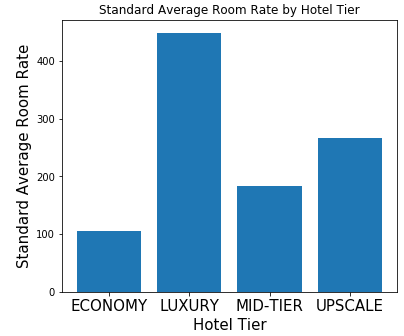 Standard Average Room Rate by Hotel Tier
Standard Average Room Rate
400
300
200
100
0
ECONOMY LUXURY MID-TIER UPSCALE
Hotel Tier